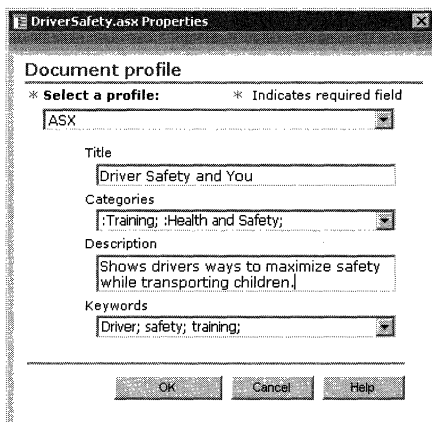 DriverSafety.asx Properties
Document profile
* Select a profile: * Indicates required field
ASX
Title
Driver Safety and You
Categories
:Training; :Health and Safety;
Description
Shows drivers ways to maximize safety
while transporting children.
Keywords
Driver; safety; training;
OK Cancel Help